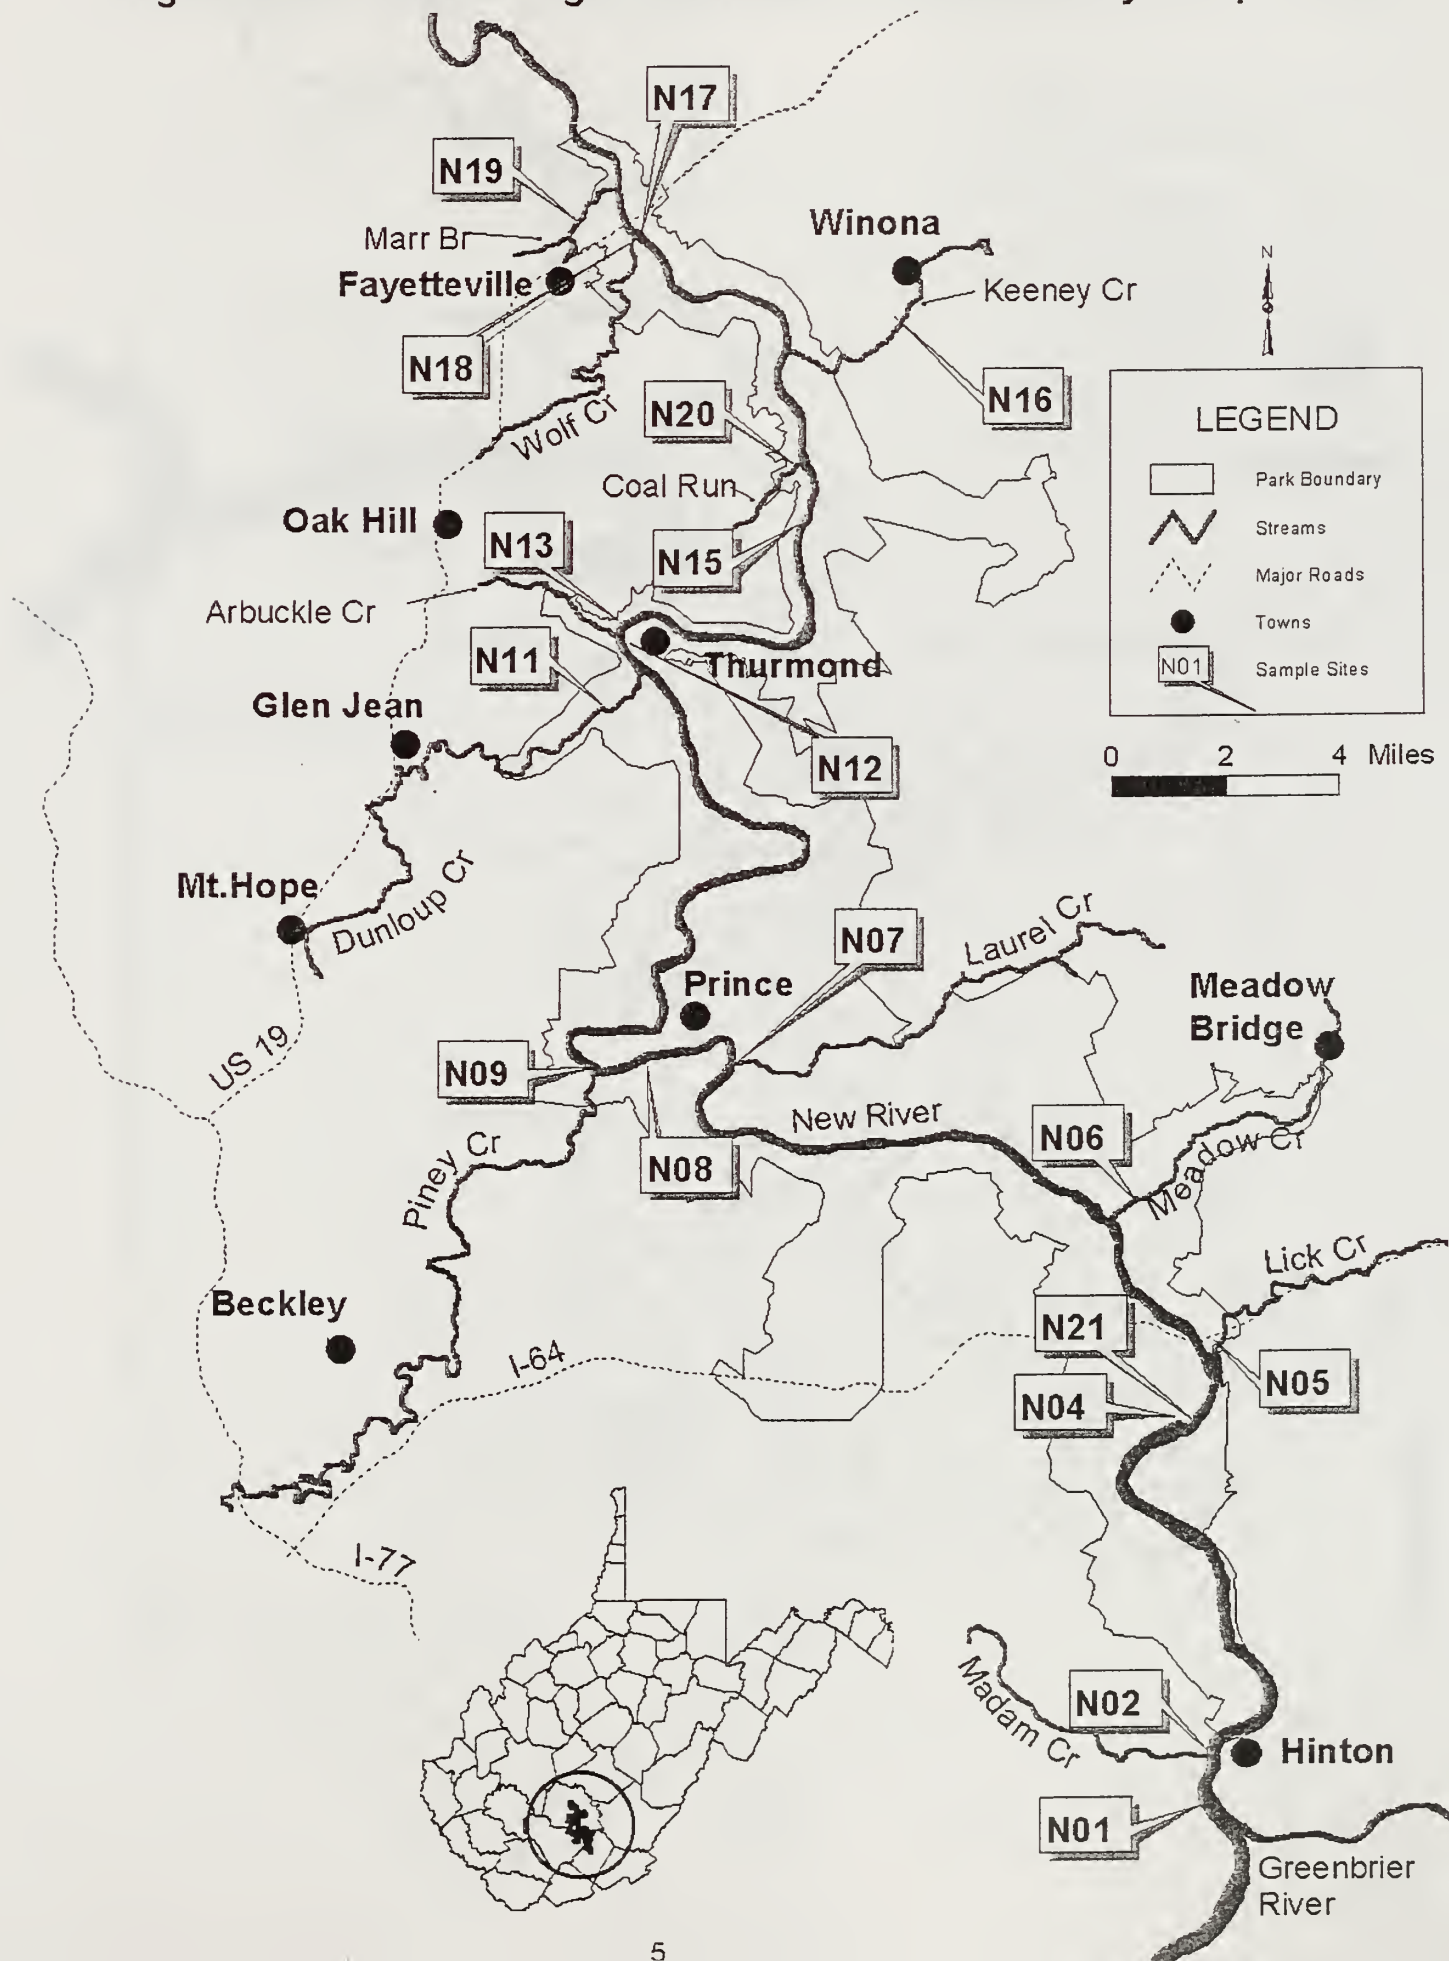 N17
N19
Winona
Marr Br
Fayetteville
Keeney Cr
N
N18
N16
N20
Wolf Cr
LEGEND
Park Boundary
Streams
Major Roads
Towns
N01
Sample Sites
Coal Run
Oak Hill
N13
N15
Arbuckle Cr
N11
Thurmond
Glen Jean
N12
0 2 4 Miles
Mt.Hope
Dunloup Cr
N07
Laurel Cr
Prince
Meadow
Bridge
US 19
N09
New River
N06
Meadow Cr
N08
Piney Cr
Lick Cr
Beckley
N21
I-64
N05
N04
I-77
Madam Cr
N02
Hinton
N01
Greenbrier
River
5